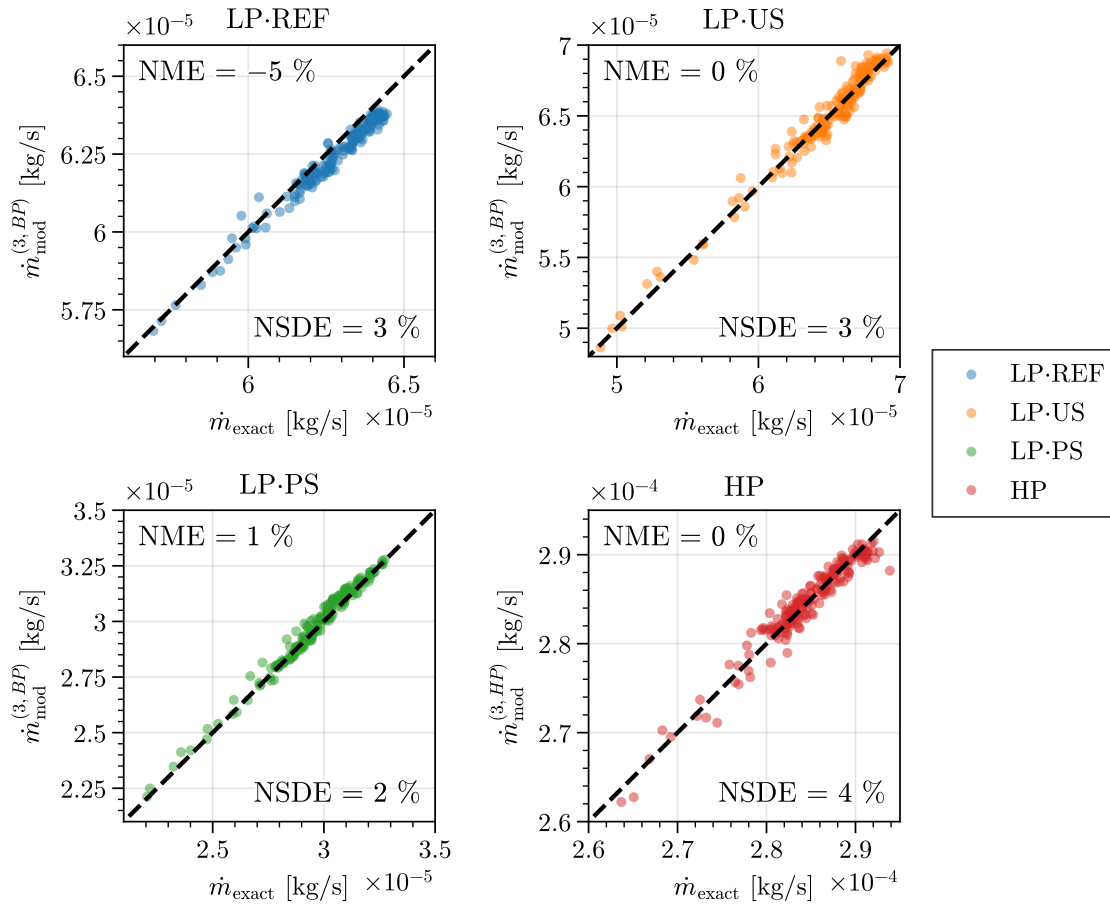 ×10⁻⁵
LP·REF
NME = −5 %
6.5
6.25
6
5.75
ṁ_mod^(3,BP) [kg/s]
NSDE = 3 %
6 6.5
ṁ_exact [kg/s] ×10⁻⁵
×10⁻⁵
LP·US
NME = 0 %
7
6.5
6
5.5
5
ṁ_mod^(3,BP) [kg/s]
NSDE = 3 %
5 6 7
ṁ_exact [kg/s] ×10⁻⁵
LP·REF
LP·US
LP·PS
HP
×10⁻⁵
LP·PS
NME = 1 %
3.5
3.25
3
2.75
2.5
2.25
ṁ_mod^(3,BP) [kg/s]
NSDE = 2 %
2.5 3 3.5
ṁ_exact [kg/s] ×10⁻⁵
×10⁻⁴
HP
NME = 0 %
2.9
2.8
2.7
2.6
ṁ_mod^(3,HP) [kg/s]
NSDE = 4 %
2.6 2.7 2.8 2.9
ṁ_exact [kg/s] ×10⁻⁴